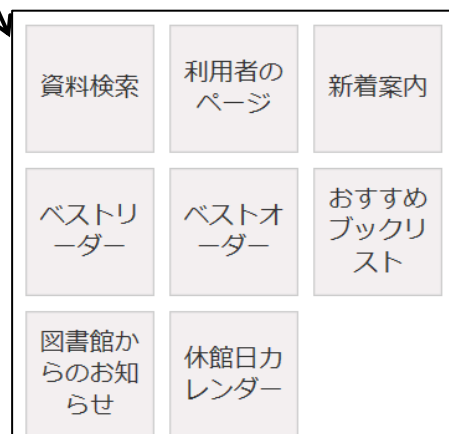 資料検索
利用者の
ページ
新着案内
ベストリ
ーダー
ベストオ
ーダー
おすすめ
ブックリ
スト
図書館か
らのお知
らせ
休館日カ
レンダー